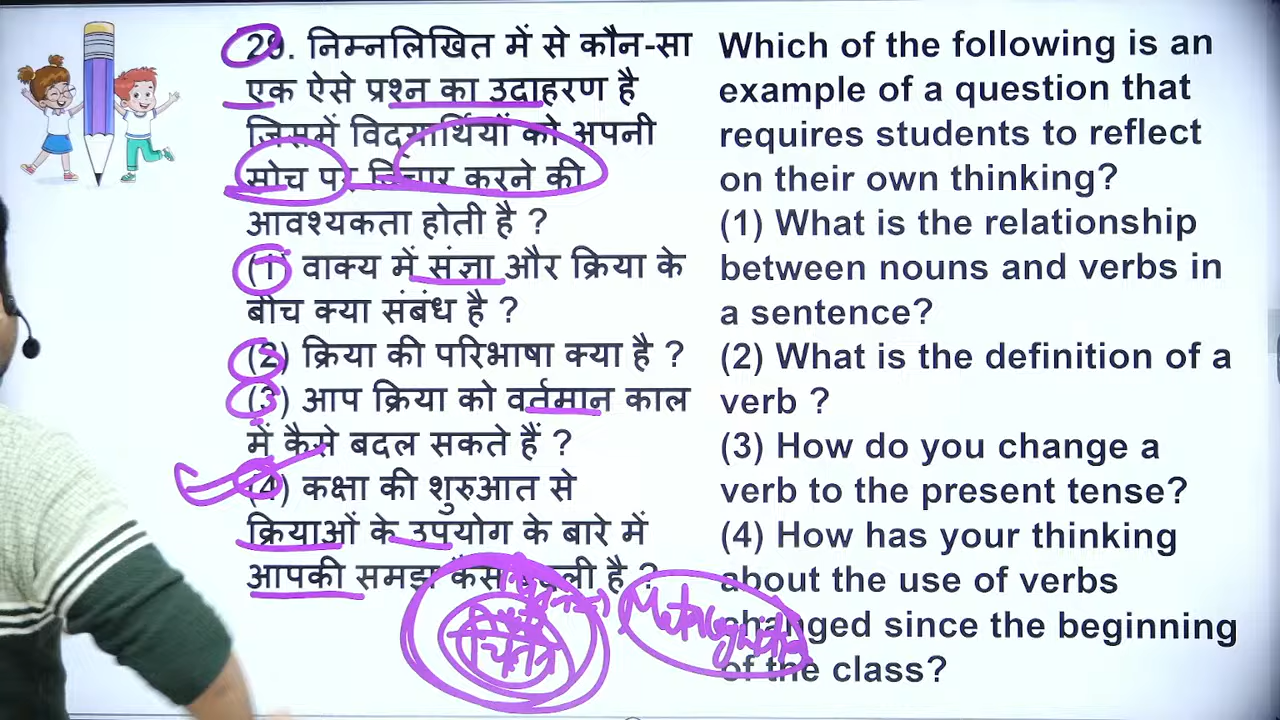 29. निम्नलिखित में से कौन-सा
एक ऐसे प्रश्न का उदाहरण है
जिसमें विद्यार्थियों को अपनी
सोच पर विचार करने की
आवश्यकता होती है ?
(1) वाक्य में संज्ञा और क्रिया के
बीच क्या संबंध है ?
(2) क्रिया की परिभाषा क्या है ?
(3) आप क्रिया को वर्तमान काल
में कैसे बदल सकते हैं ?
(4) कक्षा की शुरुआत से
क्रियाओं के उपयोग के बारे में
आपकी समझ कैसे बदली है ?
Which of the following is an
example of a question that
requires students to reflect
on their own thinking?
(1) What is the relationship
between nouns and verbs in
a sentence?
(2) What is the definition of a
verb ?
(3) How do you change a
verb to the present tense?
(4) How has your thinking
about the use of verbs
changed since the beginning
of the class?